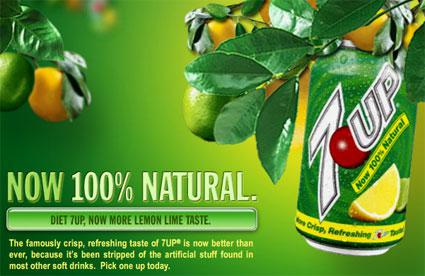 7UP
Now 100% Natural
More Crisp, Refreshing 7UP Taste
NOW 100% NATURAL.
DIET 7UP, NOW MORE LEMON LIME TASTE.
The famously crisp, refreshing taste of 7UP® is now better than
ever, because it's been stripped of the artificial stuff found in
most other soft drinks.  Pick one up today.